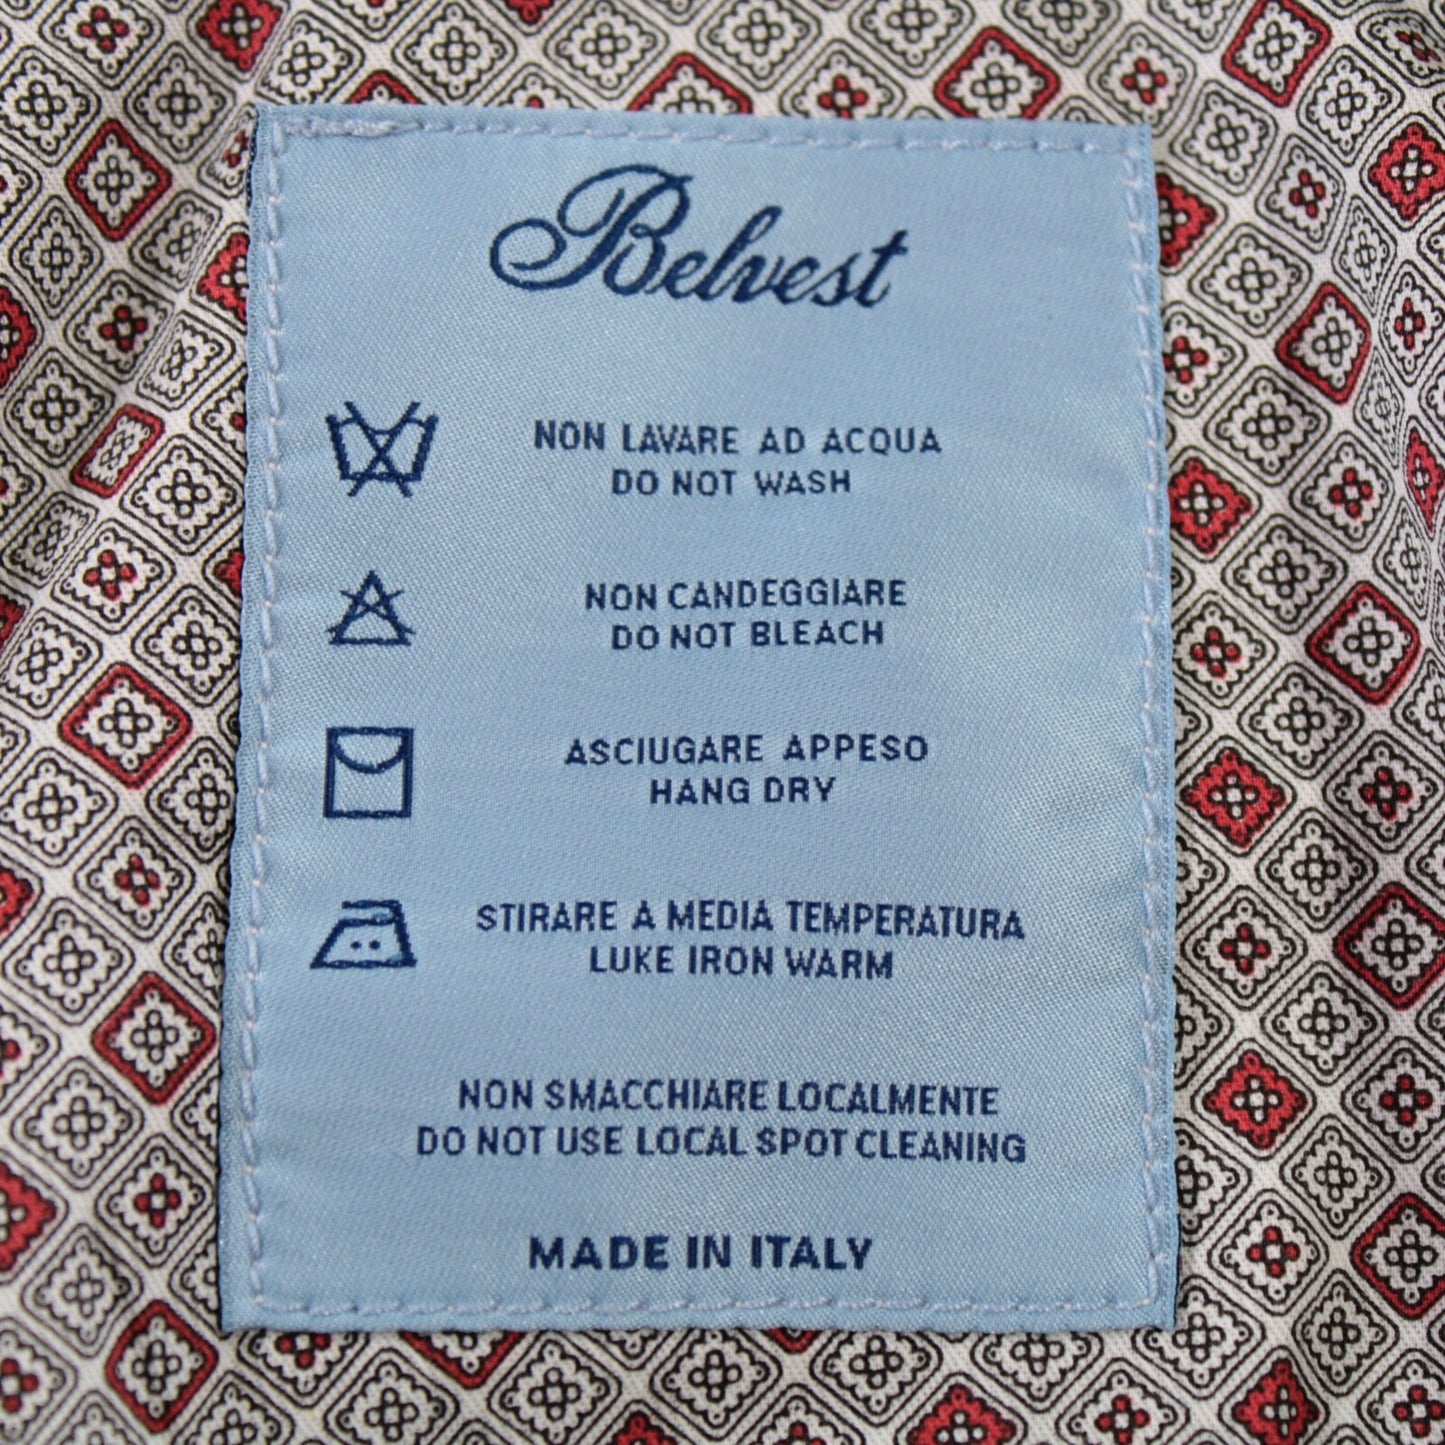 Belvest
NON LAVARE AD ACQUA
DO NOT WASH
NON CANDEGGIARE
DO NOT BLEACH
ASCIUGARE APPESO
HANG DRY
STIRARE A MEDIA TEMPERATURA
LUKE IRON WARM
NON SMACCHIARE LOCALMENTE
DO NOT USE LOCAL SPOT CLEANING
MADE IN ITALY